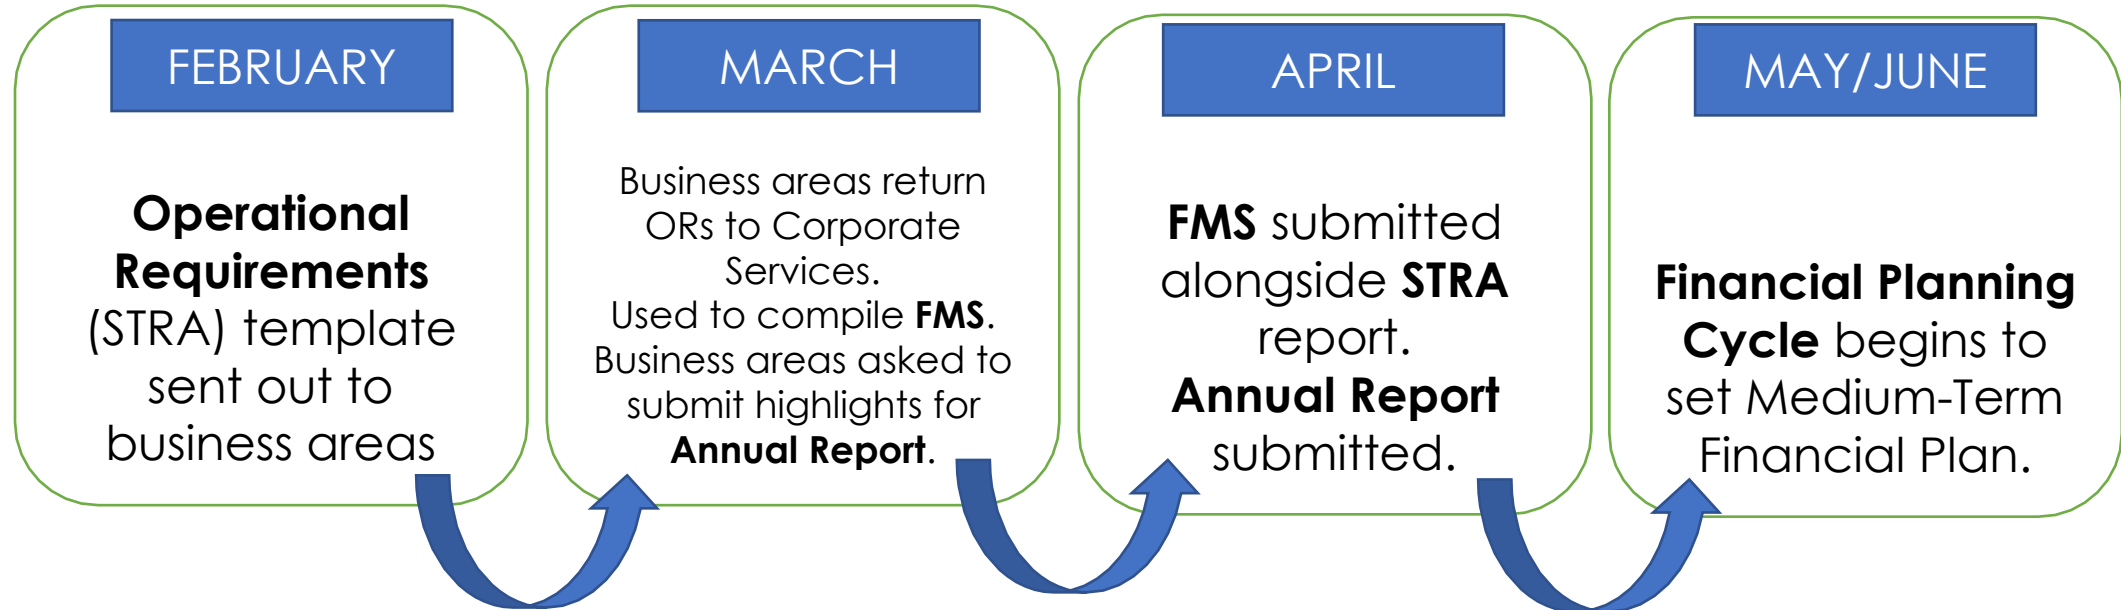 FEBRUARY
Operational
Requirements
(STRA) template
sent out to
business areas
MARCH
Business areas return
ORs to Corporate
Services.
Used to compile FMS.
Business areas asked to
submit highlights for
Annual Report.
APRIL
FMS submitted
alongside STRA
report.
Annual Report
submitted.
MAY/JUNE
Financial Planning
Cycle begins to
set Medium-Term
Financial Plan.